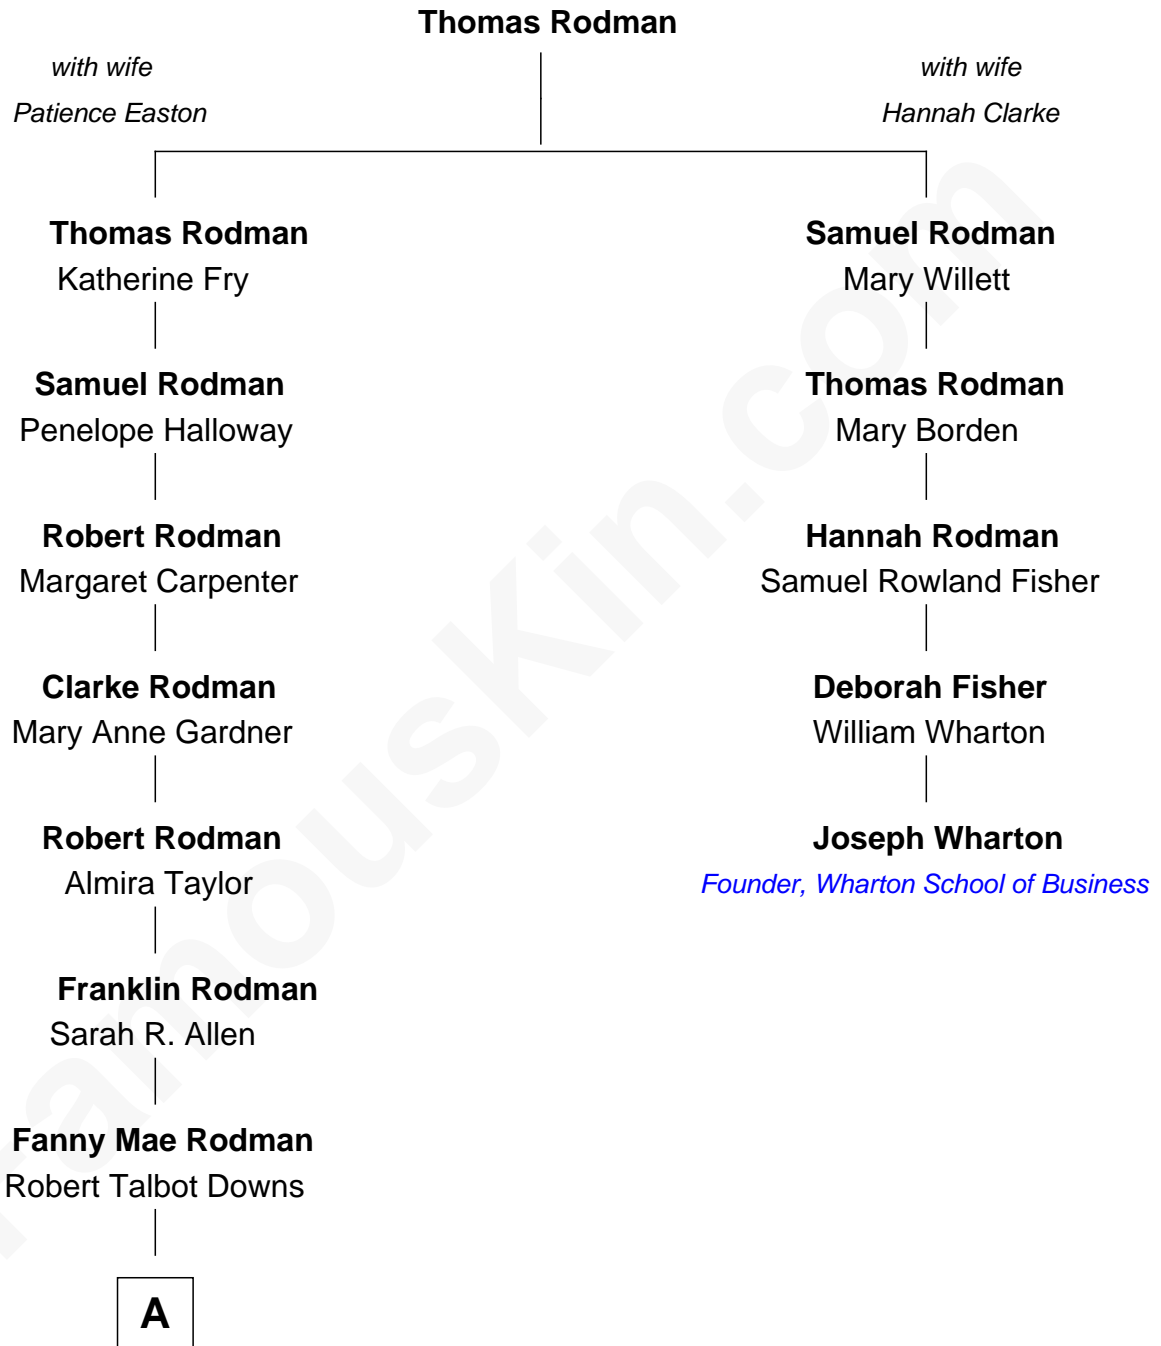 Thomas Rodman
with wife
Patience Easton
with wife
Hannah Clarke
Thomas Rodman
Katherine Fry
Samuel Rodman
Mary Willett
Samuel Rodman
Penelope Halloway
Thomas Rodman
Mary Borden
Robert Rodman
Margaret Carpenter
Hannah Rodman
Samuel Rowland Fisher
Clarke Rodman
Mary Anne Gardner
Deborah Fisher
William Wharton
Robert Rodman
Almira Taylor
Joseph Wharton
Founder, Wharton School of Business
Franklin Rodman
Sarah R. Allen
Fanny Mae Rodman
Robert Talbot Downs
A
famouskin.com